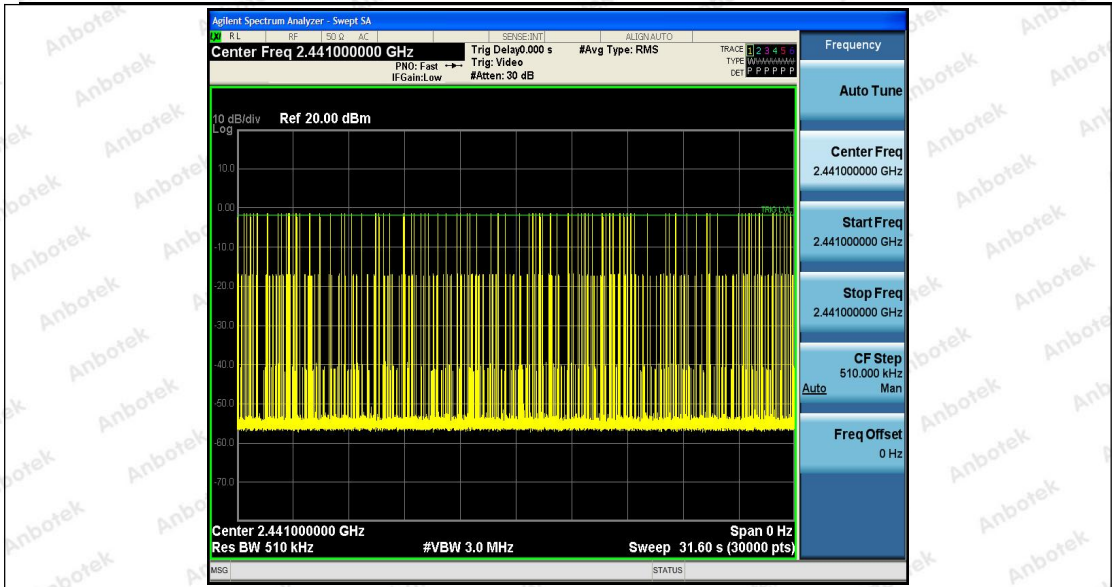 Agilent Spectrum Analyzer - Swept SA
RL RF 50 Ω AC SENSE:INT ALIGN AUTO
Center Freq 2.441000000 GHz
PNO: Fast
IFGain:Low
Trig Delay0.000 s
Trig: Video
#Atten: 30 dB
#Avg Type: RMS
TRACE 1 2 3 4 5 6
TYPE
DET P P P P P P
10 dB/div
Log
Ref 20.00 dBm
10.0
0.00
-10.0
-20.0
-30.0
-40.0
-50.0
-60.0
-70.0
TRIG LVL
Center 2.441000000 GHz
Span 0 Hz
Res BW 510 kHz
#VBW 3.0 MHz
Sweep 31.60 s (30000 pts)
MSG
STATUS
Frequency
Auto Tune
Center Freq
2.441000000 GHz
Start Freq
2.441000000 GHz
Stop Freq
2.441000000 GHz
CF Step
510.000 kHz
Auto Man
Freq Offset
0 Hz
Anbotek